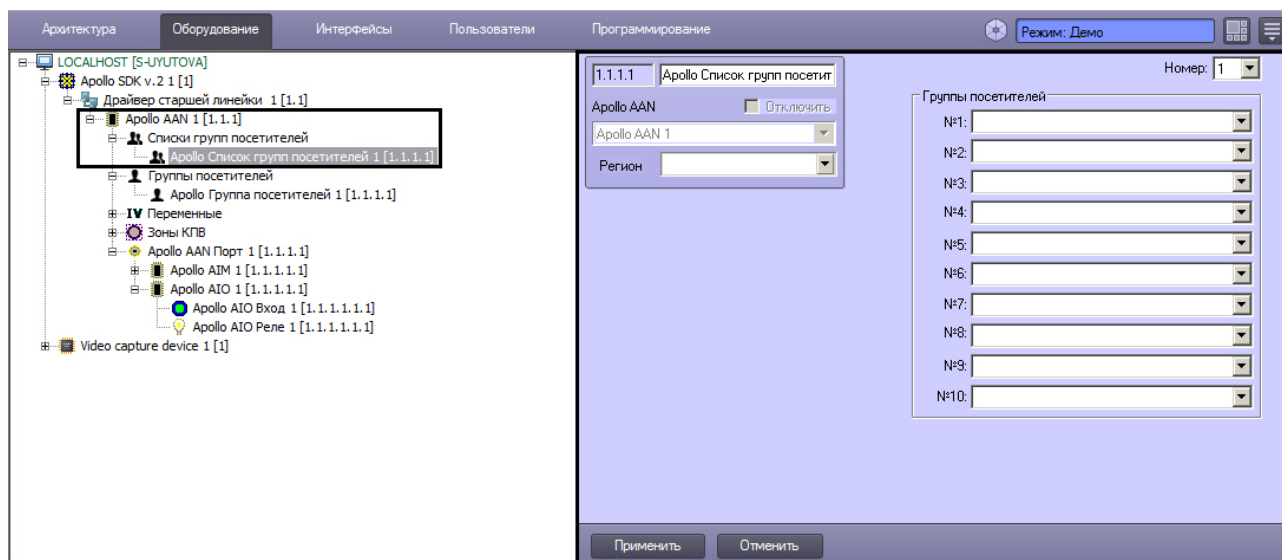 Архитектура Оборудование Интерфейсы Пользователи Программирование Режим: Демо
LOCALHOST [S-UYUTOVA]
Apollo SDK v.2 1 [1]
Драйвер старшей линейки 1 [1.1]
Apollo AAN 1 [1.1.1]
Списки групп посетителей
Apollo Список групп посетителей 1 [1.1.1.1]
Группы посетителей
Apollo Группа посетителей 1 [1.1.1.1]
IV Переменные
Зоны КПВ
Apollo AAN Порт 1 [1.1.1.1]
Apollo AIM 1 [1.1.1.1.1]
Apollo AIO 1 [1.1.1.1.1]
Apollo AIO Вход 1 [1.1.1.1.1.1]
Apollo AIO Реле 1 [1.1.1.1.1.1]
Video capture device 1 [1]
1.1.1.1 Apollo Список групп посетит
Apollo AAN Отключить
Apollo AAN 1
Регион
Номер: 1
Группы посетителей
№1:
№2:
№3:
№4:
№5:
№6:
№7:
№8:
№9:
№10:
Применить Отменить